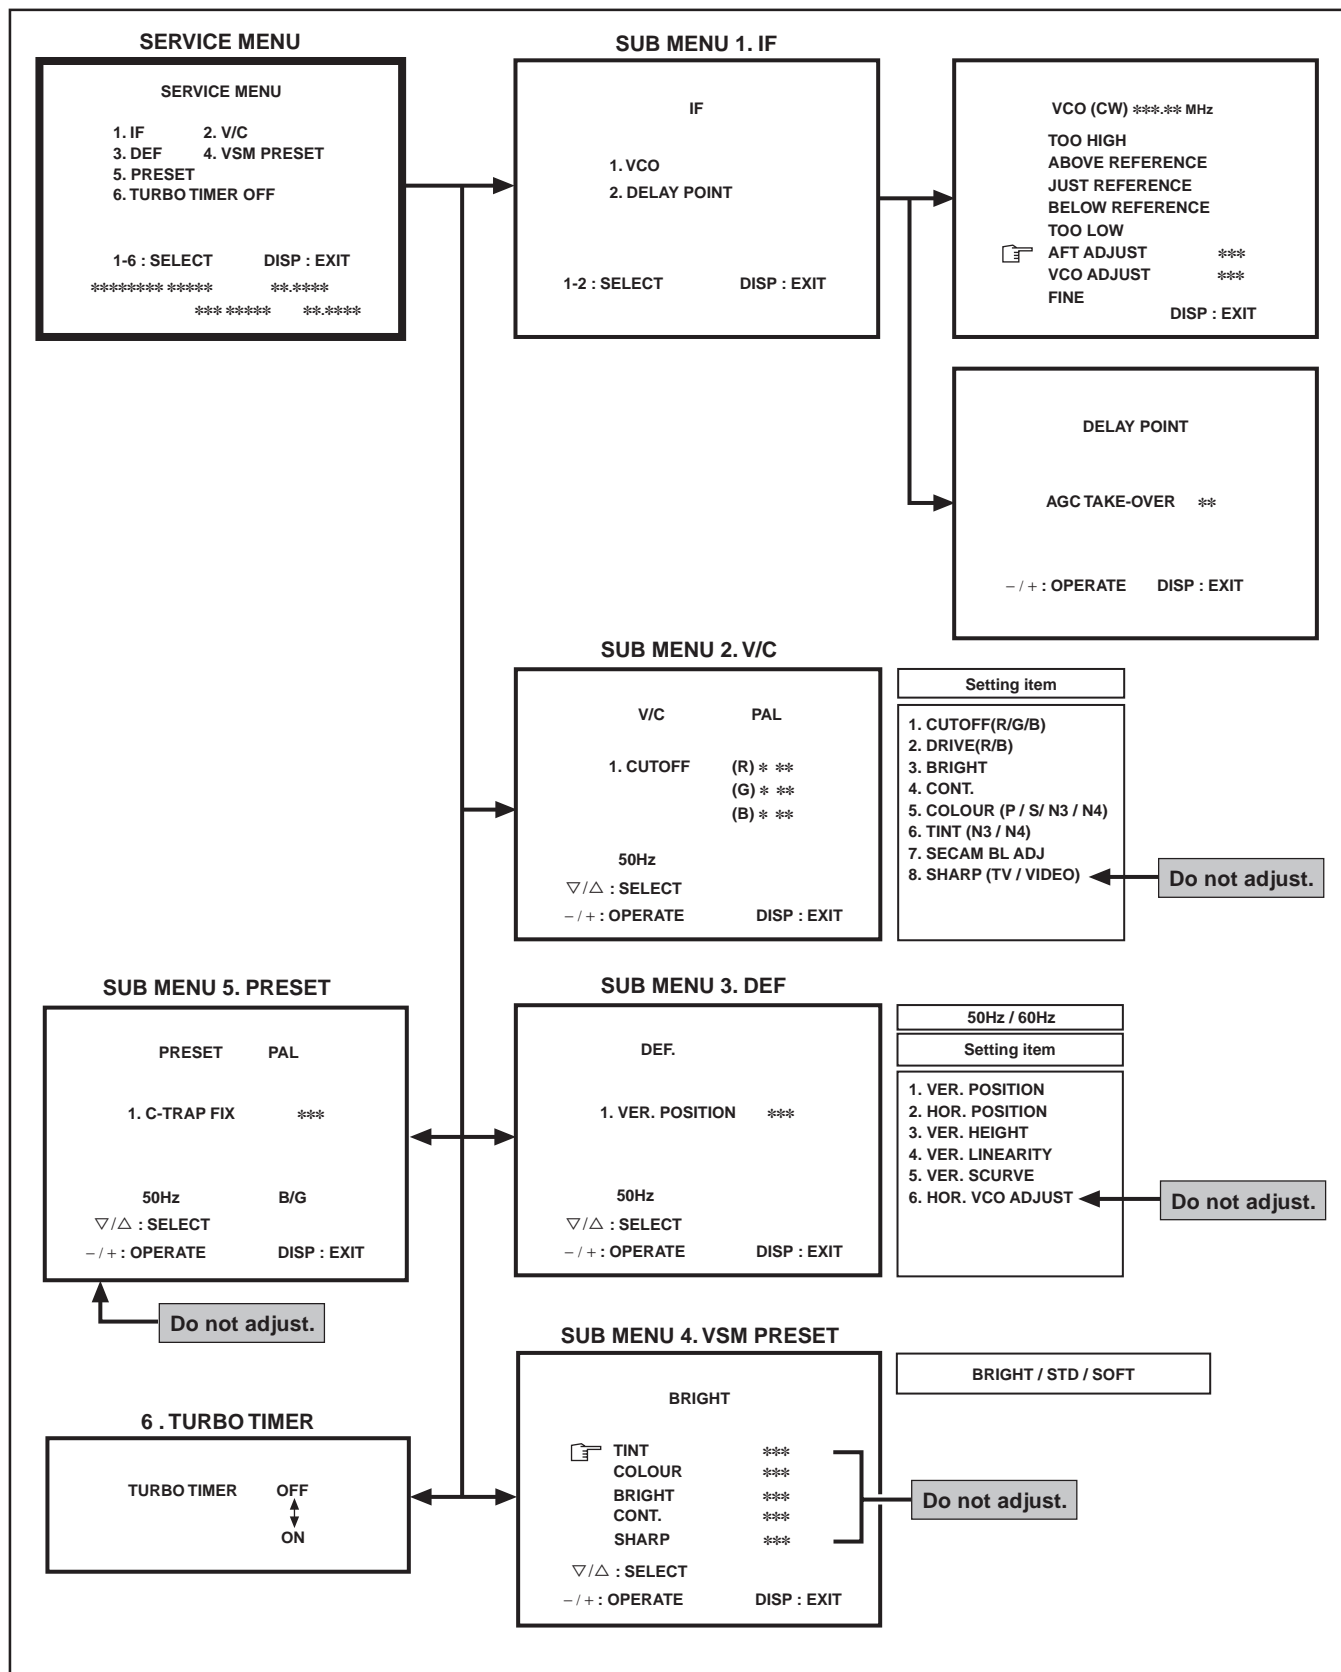 SERVICE MENU
SERVICE MENU
1. IF 2. V/C
3. DEF 4. VSM PRESET
5. PRESET
6. TURBO TIMER OFF
1-6 : SELECT DISP : EXIT
******** ***** **.****
*** ***** **.****
SUB MENU 1. IF
IF
1. VCO
2. DELAY POINT
1-2 : SELECT DISP : EXIT
VCO (CW) ***.** MHz
TOO HIGH
ABOVE REFERENCE
JUST REFERENCE
BELOW REFERENCE
TOO LOW
☞ AFT ADJUST ***
VCO ADJUST ***
FINE
DISP : EXIT
DELAY POINT
AGC TAKE-OVER **
– / + : OPERATE DISP : EXIT
SUB MENU 2. V/C
V/C PAL
1. CUTOFF (R) * **
(G) * **
(B) * **
50Hz
▽/△ : SELECT
– / + : OPERATE DISP : EXIT
Setting item
1. CUTOFF(R/G/B)
2. DRIVE(R/B)
3. BRIGHT
4. CONT.
5. COLOUR (P / S/ N3 / N4)
6. TINT (N3 / N4)
7. SECAM BL ADJ
8. SHARP (TV / VIDEO)
Do not adjust.
SUB MENU 5. PRESET
PRESET PAL
1. C-TRAP FIX ***
50Hz B/G
▽/△ : SELECT
– / + : OPERATE DISP : EXIT
Do not adjust.
SUB MENU 3. DEF
DEF.
1. VER. POSITION ***
50Hz
▽/△ : SELECT
– / + : OPERATE DISP : EXIT
50Hz / 60Hz
Setting item
1. VER. POSITION
2. HOR. POSITION
3. VER. HEIGHT
4. VER. LINEARITY
5. VER. SCURVE
6. HOR. VCO ADJUST
Do not adjust.
6 . TURBO TIMER
TURBO TIMER OFF
ON
SUB MENU 4. VSM PRESET
BRIGHT
☞ TINT ***
COLOUR ***
BRIGHT ***
CONT. ***
SHARP ***
▽/△ : SELECT
– / + : OPERATE DISP : EXIT
BRIGHT / STD / SOFT
Do not adjust.